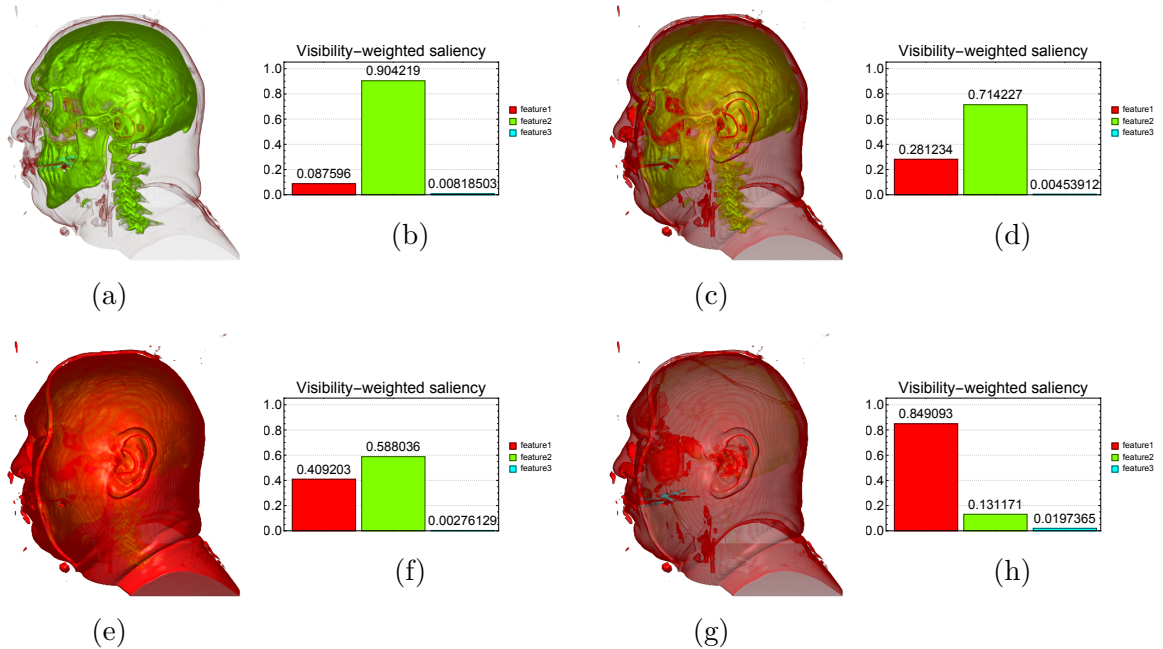 Visibility-weighted saliency
1.0
0.8
0.6
0.4
0.2
0.0
0.087596
0.904219
0.00818503
feature1
feature2
feature3
(a)
(b)
Visibility-weighted saliency
1.0
0.8
0.6
0.4
0.2
0.0
0.281234
0.714227
0.00453912
feature1
feature2
feature3
(c)
(d)
Visibility-weighted saliency
1.0
0.8
0.6
0.4
0.2
0.0
0.409203
0.588036
0.00276129
feature1
feature2
feature3
(e)
(f)
Visibility-weighted saliency
1.0
0.8
0.6
0.4
0.2
0.0
0.849093
0.131171
0.0197365
feature1
feature2
feature3
(g)
(h)